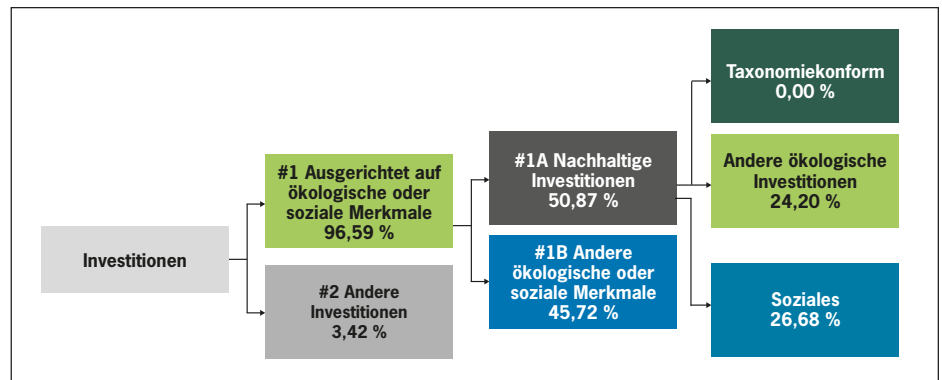 Investitionen
#1 Ausgerichtet auf
ökologische oder
soziale Merkmale
96,59 %
#2 Andere
Investitionen
3,42 %
#1A Nachhaltige
Investitionen
50,87 %
#1B Andere
ökologische oder
soziale Merkmale
45,72 %
Taxonomiekonform
0,00 %
Andere ökologische
Investitionen
24,20 %
Soziales
26,68 %